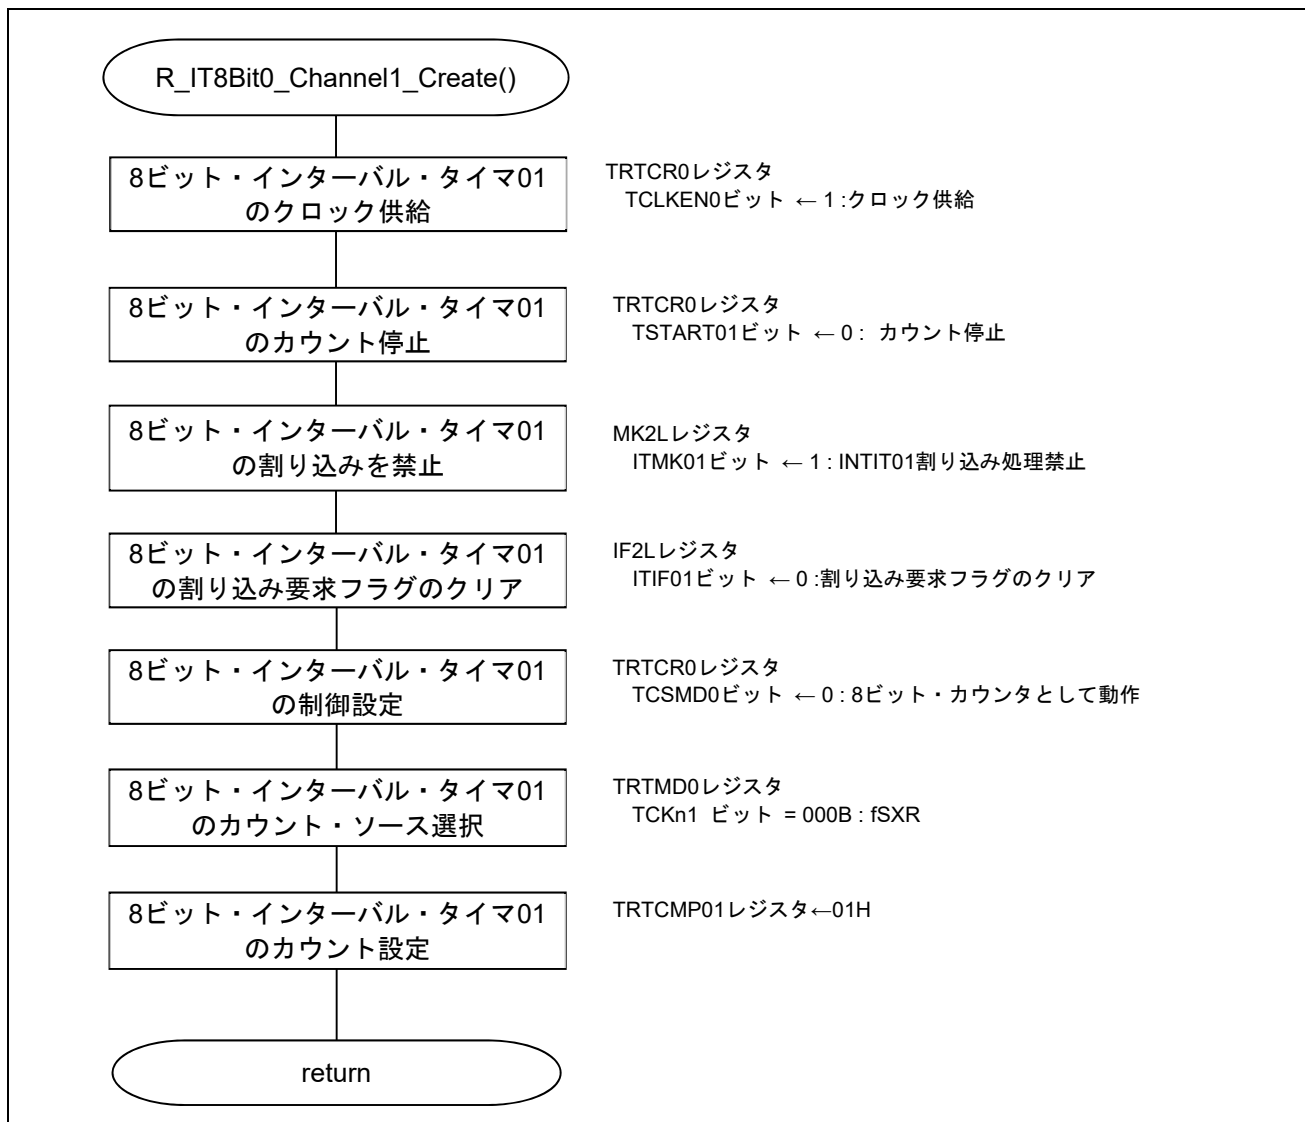 R_IT8Bit0_Channel1_Create()
8ビット・インターバル・タイマ01
のクロック供給
TRTCR0レジスタ
TCLKEN0ビット ← 1 :クロック供給
8ビット・インターバル・タイマ01
のカウント停止
TRTCR0レジスタ
TSTART01ビット ← 0 : カウント停止
8ビット・インターバル・タイマ01
の割り込みを禁止
MK2Lレジスタ
ITMK01ビット ← 1 : INTIT01割り込み処理禁止
8ビット・インターバル・タイマ01
の割り込み要求フラグのクリア
IF2Lレジスタ
ITIF01ビット ← 0 :割り込み要求フラグのクリア
8ビット・インターバル・タイマ01
の制御設定
TRTCR0レジスタ
TCSMD0ビット ← 0 : 8ビット・カウンタとして動作
8ビット・インターバル・タイマ01
のカウント・ソース選択
TRTMD0レジスタ
TCKn1 ビット = 000B : fSXR
8ビット・インターバル・タイマ01
のカウント設定
TRTCMP01レジスタ←01H
return